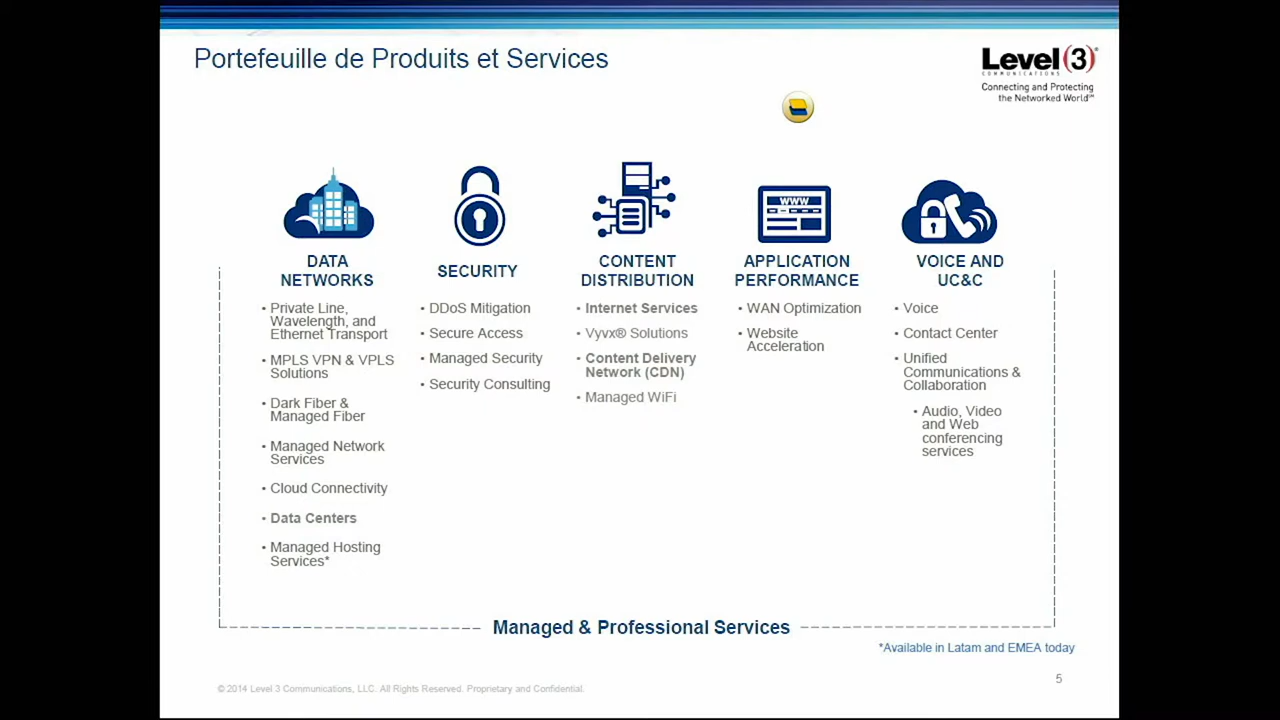 Portefeuille de Produits et Services
Level (3)®
COMMUNICATIONS
Connecting and Protecting
the Networked World℠
WWW
DATA
NETWORKS
• Private Line,
Wavelength, and
Ethernet Transport
• MPLS VPN & VPLS
Solutions
• Dark Fiber &
Managed Fiber
• Managed Network
Services
• Cloud Connectivity
• Data Centers
• Managed Hosting
Services*
SECURITY
• DDoS Mitigation
• Secure Access
• Managed Security
• Security Consulting
CONTENT
DISTRIBUTION
• Internet Services
• Vyvx® Solutions
• Content Delivery
Network (CDN)
• Managed WiFi
APPLICATION
PERFORMANCE
• WAN Optimization
• Website
Acceleration
VOICE AND
UC&C
• Voice
• Contact Center
• Unified
Communications &
Collaboration
• Audio, Video
and Web
conferencing
services
Managed & Professional Services
*Available in Latam and EMEA today
© 2014 Level 3 Communications, LLC. All Rights Reserved. Proprietary and Confidential.
5